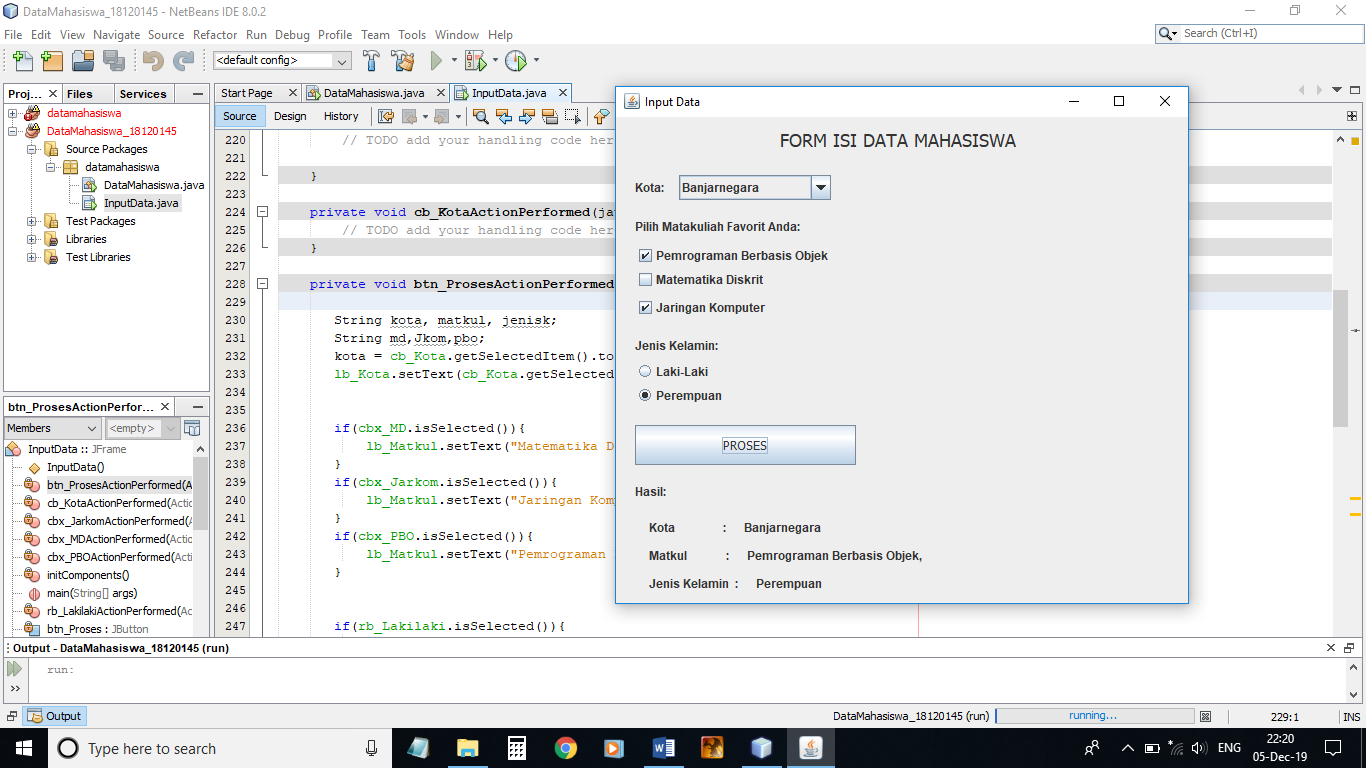 DataMahasiswa_18120145 - NetBeans IDE 8.0.2
File Edit View Navigate Source Refactor Run Debug Profile Team Tools Window Help
Search (Ctrl+I)
<default config>
Proj... Files Services
datamahasiswa
DataMahasiswa_18120145
Source Packages
datamahasiswa
DataMahasiswa.java
InputData.java
Test Packages
Libraries
Test Libraries
btn_ProsesActionPerfor...
Members <empty>
InputData :: JFrame
InputData()
btn_ProsesActionPerformed(A
cb_KotaActionPerformed(Actio
cbx_JarkomActionPerformed(A
cbx_MDActionPerformed(Actio
cbx_PBOActionPerformed(Acti
initComponents()
main(String[] args)
rb_LakilakiActionPerformed(Ac
btn_Proses : JButton
Start Page DataMahasiswa.java InputData.java
Source Design History
220 // TODO add your handling code her
221
222 }
223
224 private void cb_KotaActionPerformed(ja
225 // TODO add your handling code her
226 }
227
228 private void btn_ProsesActionPerformed
229
230 String kota, matkul, jenisk;
231 String md,Jkom,pbo;
232 kota = cb_Kota.getSelectedItem().to
233 lb_Kota.setText(cb_Kota.getSelected
234
235
236 if(cbx_MD.isSelected()){
237 lb_Matkul.setText("Matematika D
238 }
239 if(cbx_Jarkom.isSelected()){
240 lb_Matkul.setText("Jaringan Kom
241 }
242 if(cbx_PBO.isSelected()){
243 lb_Matkul.setText("Pemrograman
244 }
245
246
247 if(rb_Lakilaki.isSelected()){
Input Data
FORM ISI DATA MAHASISWA
Kota: Banjarnegara
Pilih Matakuliah Favorit Anda:
Pemrograman Berbasis Objek
Matematika Diskrit
Jaringan Komputer
Jenis Kelamin:
Laki-Laki
Perempuan
PROSES
Hasil:
Kota : Banjarnegara
Matkul : Pemrograman Berbasis Objek,
Jenis Kelamin : Perempuan
Output - DataMahasiswa_18120145 (run)
run:
Output
DataMahasiswa_18120145 (run) running... 229:1 INS
Type here to search
ENG
22:20
05-Dec-19